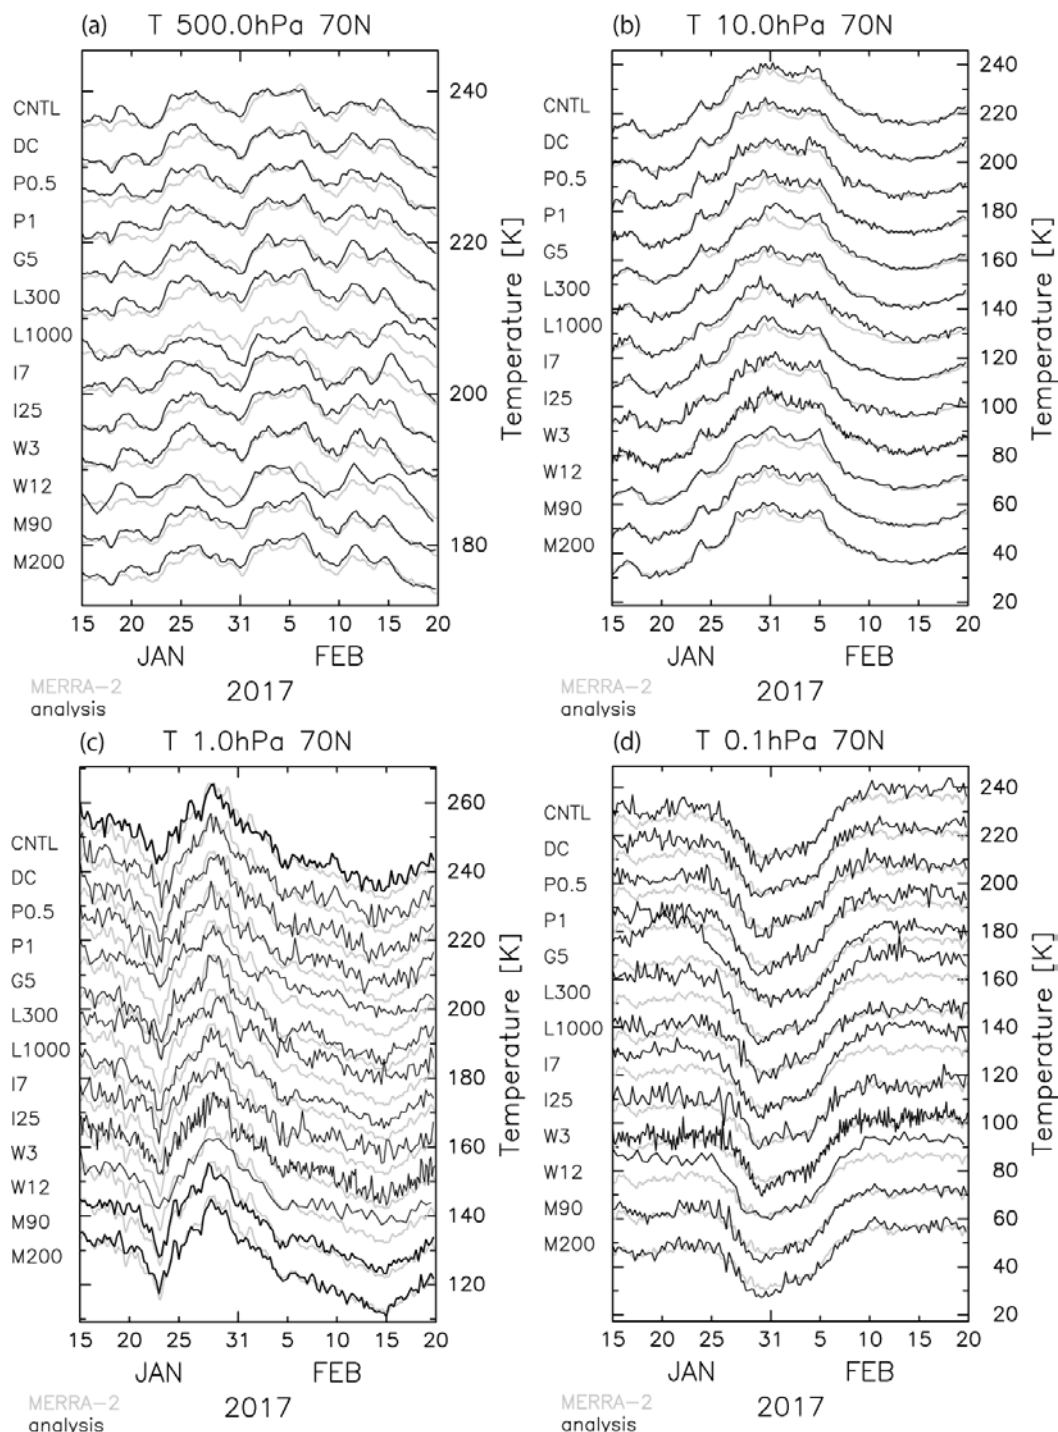 (a) T 500.0hPa 70N
CNTL
DC
P0.5
P1
G5
L300
L1000
I7
I25
W3
W12
M90
M200
240
220
200
180
Temperature [K]
15 20 25 31 5 10 15 20
JAN FEB
MERRA-2
analysis
2017
(b) T 10.0hPa 70N
CNTL
DC
P0.5
P1
G5
L300
L1000
I7
I25
W3
W12
M90
M200
240
220
200
180
160
140
120
100
80
60
40
20
Temperature [K]
15 20 25 31 5 10 15 20
JAN FEB
2017
(c) T 1.0hPa 70N
CNTL
DC
P0.5
P1
G5
L300
L1000
I7
I25
W3
W12
M90
M200
260
240
220
200
180
160
140
120
Temperature [K]
15 20 25 31 5 10 15 20
JAN FEB
MERRA-2
analysis
2017
(d) T 0.1hPa 70N
CNTL
DC
P0.5
P1
G5
L300
L1000
I7
I25
W3
W12
M90
M200
240
220
200
180
160
140
120
100
80
60
40
20
Temperature [K]
15 20 25 31 5 10 15 20
JAN FEB
MERRA-2
analysis
2017
MERRA-2
analysis